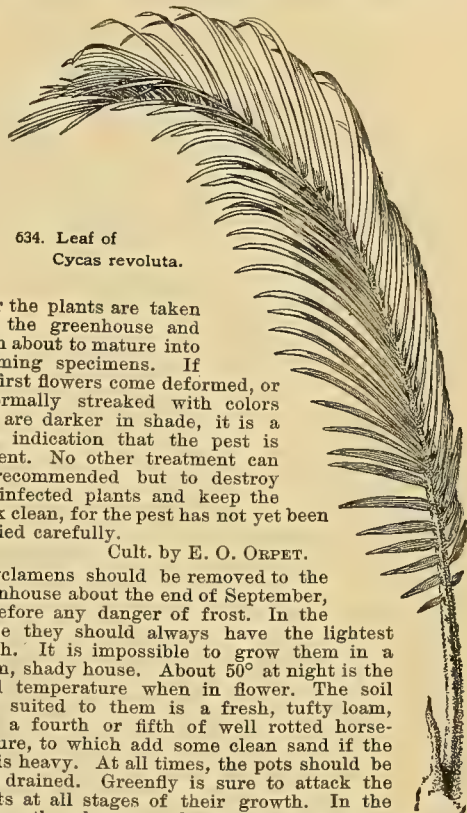 634. Leaf of
Cycas revoluta.
the plants are taken
the greenhouse and
about to mature into
ming specimens. If
first flowers come deformed, or
rmally streaked with colors
are darker in shade, it is a
indication that the pest is
ent. No other treatment can
recommended but to destroy
infected plants and keep the
k clean, for the pest has not yet been
ied carefully.
Cult. by E. O. ORPET.
clamens should be removed to the
nhouse about the end of September,
efore any danger of frost. In the
e they should always have the lightest
h. It is impossible to grow them in a
m, shady house. About 50° at night is the
l temperature when in flower. The soil
suited to them is a fresh, tufty loam,
a fourth or fifth of well rotted horse-
ure, to which add some clean sand if the
is heavy. At all times, the pots should be
drained. Greenfly is sure to attack the
ts at all stages of their growth. In the